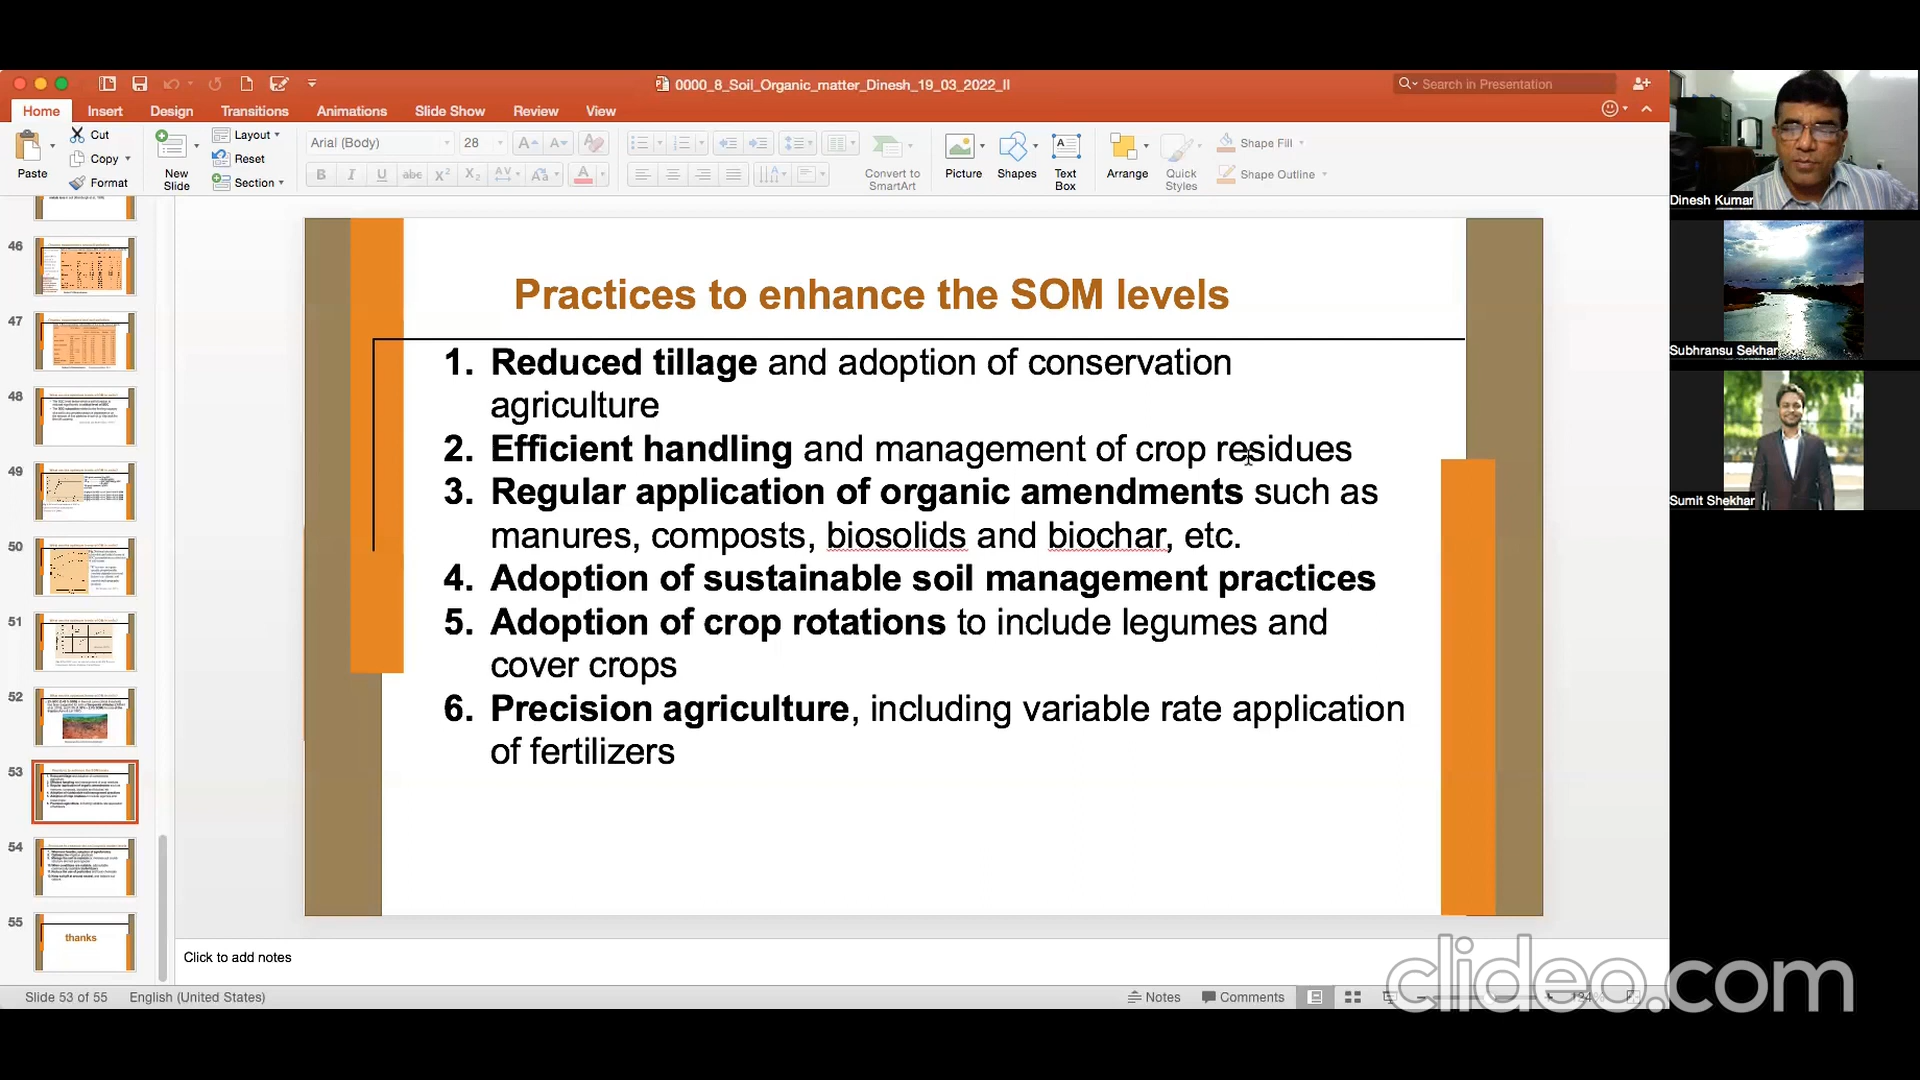 0000_8_Soil_Organic_matter_Dinesh_19_03_2022_II
Search in Presentation
Home Insert Design Transitions Animations Slide Show Review View
Paste
Cut
Copy
Format
New Slide
Layout
Reset
Section
Arial (Body) 28
Convert to SmartArt
Picture
Shapes
Text Box
Arrange
Quick Styles
Shape Fill
Shape Outline
Dinesh Kumar
Subhransu Sekhar
Sumit Shekhar
46
47
48
49
50
51
52
53
54
55
thanks
Practices to enhance the SOM levels
1. Reduced tillage and adoption of conservation
agriculture
2. Efficient handling and management of crop residues
3. Regular application of organic amendments such as
manures, composts, biosolids and biochar, etc.
4. Adoption of sustainable soil management practices
5. Adoption of crop rotations to include legumes and
cover crops
6. Precision agriculture, including variable rate application
of fertilizers
Click to add notes
Slide 53 of 55 English (United States)
Notes Comments 124%
clideo.com